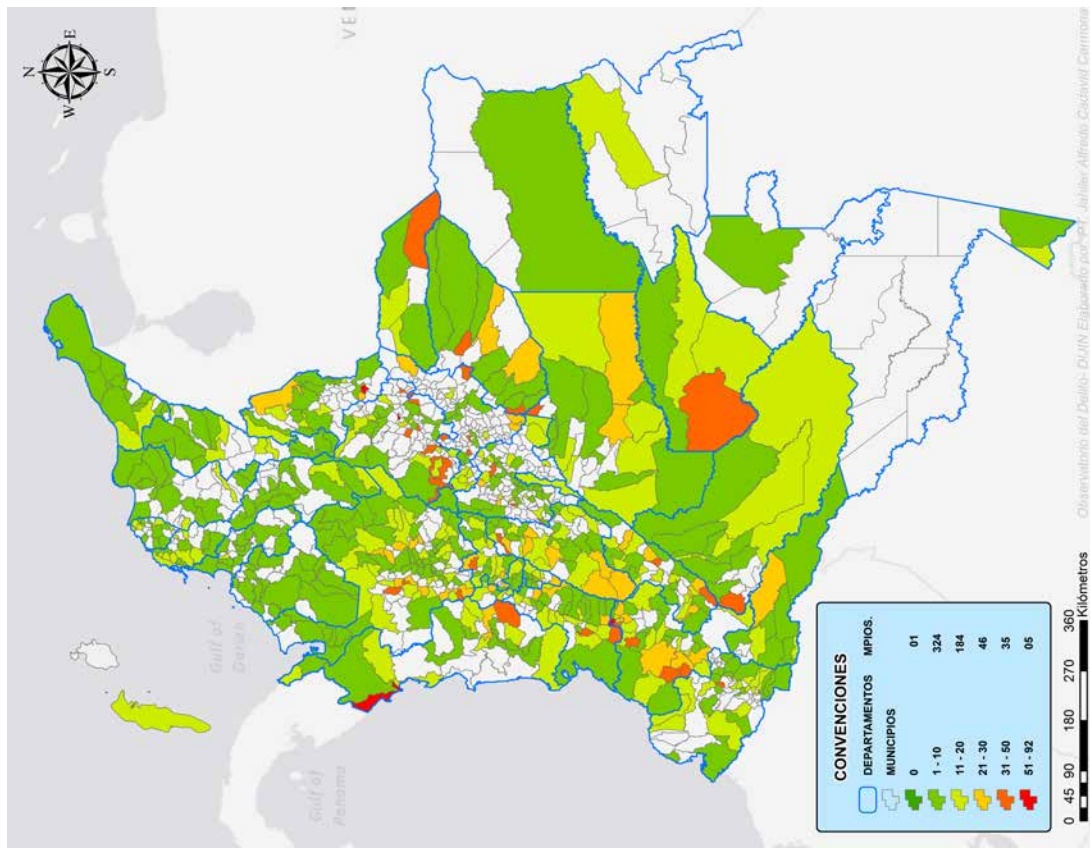 N
W E
S
VE
Gulf of
Darién
Gulf of
Panama
CONVENCIONES
DEPARTAMENTOS MPIOS.
MUNICIPIOS
0 01
1 - 10 324
11 - 20 184
21 - 30 46
31 - 50 35
51 - 92 05
0 45 90 180 270 360
Kilómetros
Observatorio del Delito: DIJIN Elaborado por: PT. Jubier Alfredo Cadavid Carmona